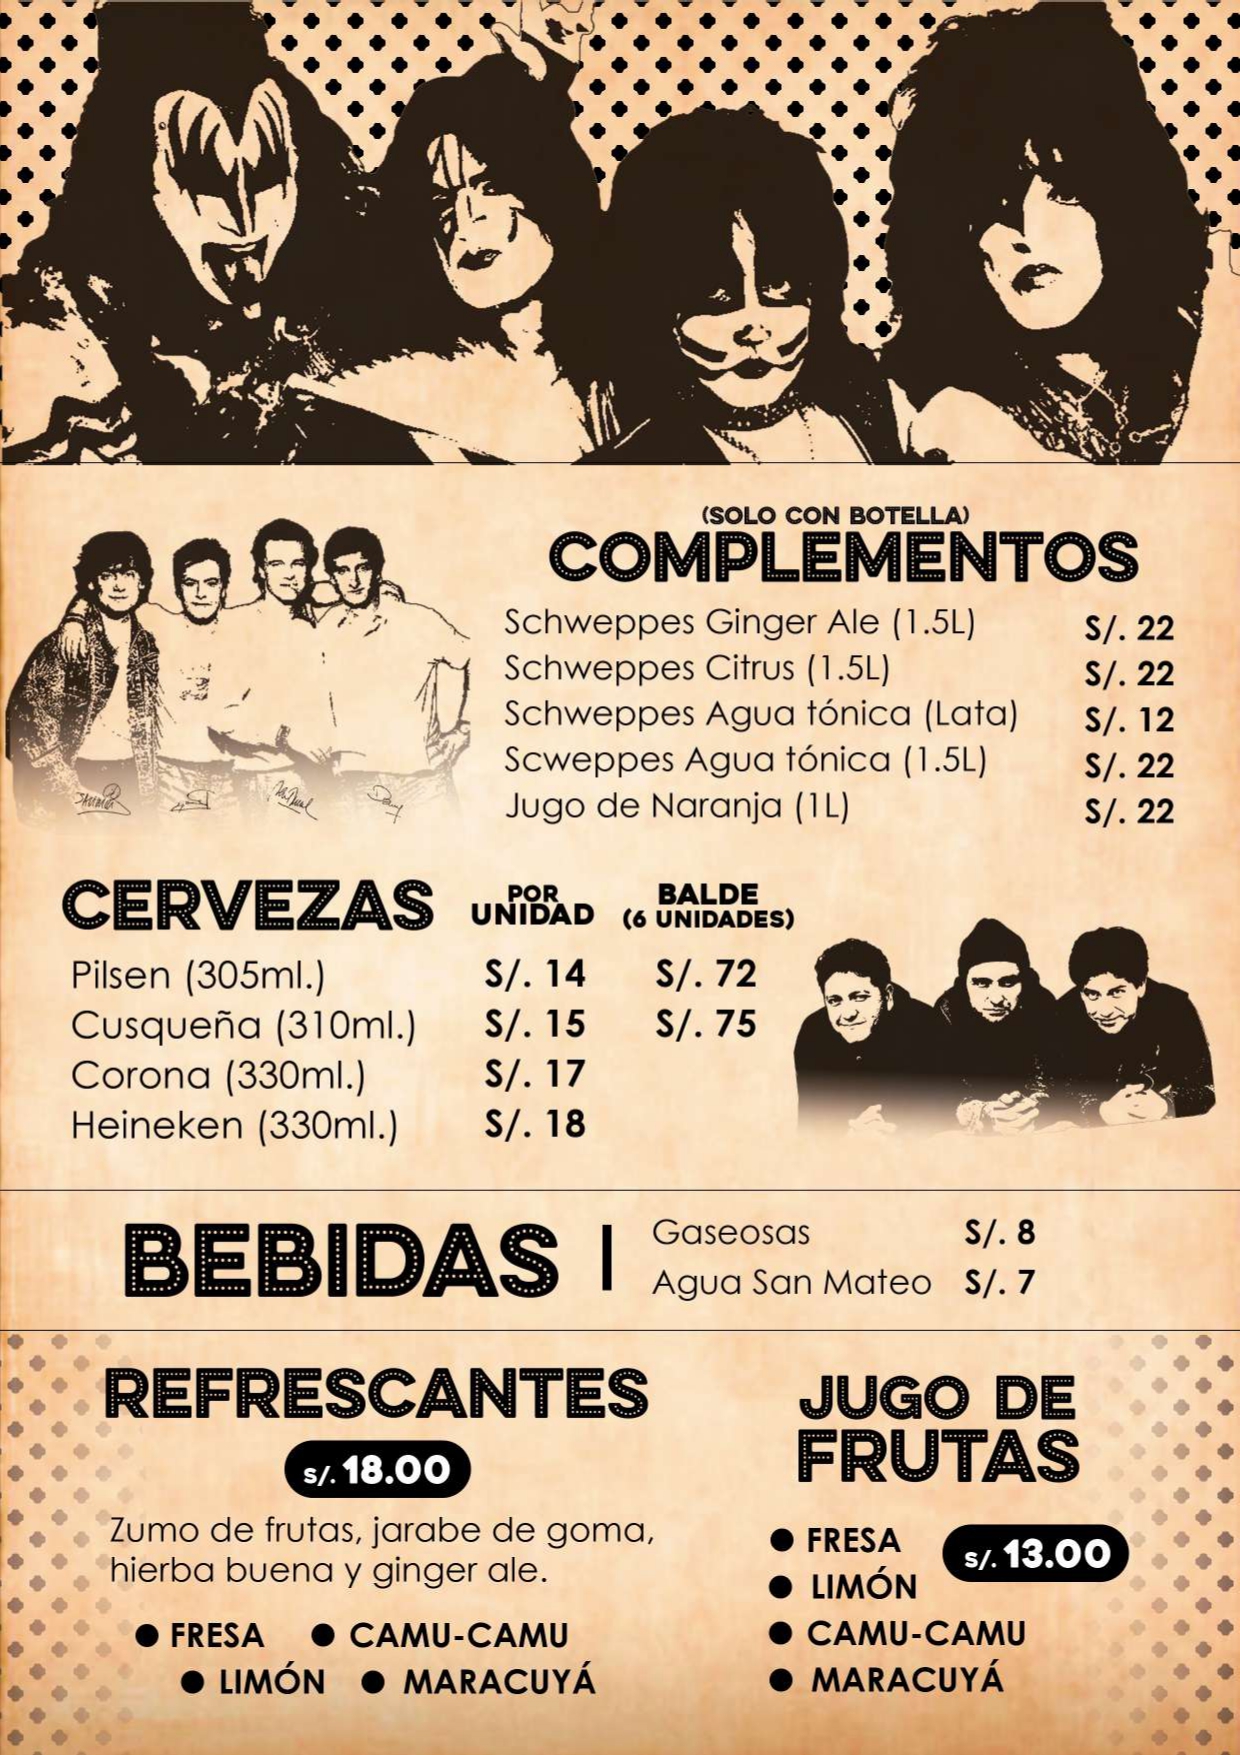 (SOLO CON BOTELLA)
COMPLEMENTOS
Schweppes Ginger Ale (1.5L) S/. 22
Schweppes Citrus (1.5L) S/. 22
Schweppes Agua tónica (Lata) S/. 12
Scweppes Agua tónica (1.5L) S/. 22
Jugo de Naranja (1L) S/. 22
CERVEZAS POR UNIDAD BALDE (6 UNIDADES)
Pilsen (305ml.) S/. 14 S/. 72
Cusqueña (310ml.) S/. 15 S/. 75
Corona (330ml.) S/. 17
Heineken (330ml.) S/. 18
BEBIDAS
Gaseosas S/. 8
Agua San Mateo S/. 7
REFRESCANTES
S/. 18.00
Zumo de frutas, jarabe de goma,
hierba buena y ginger ale.
● FRESA ● CAMU-CAMU
● LIMÓN ● MARACUYÁ
JUGO DE
FRUTAS
● FRESA
S/. 13.00
● LIMÓN
● CAMU-CAMU
● MARACUYÁ